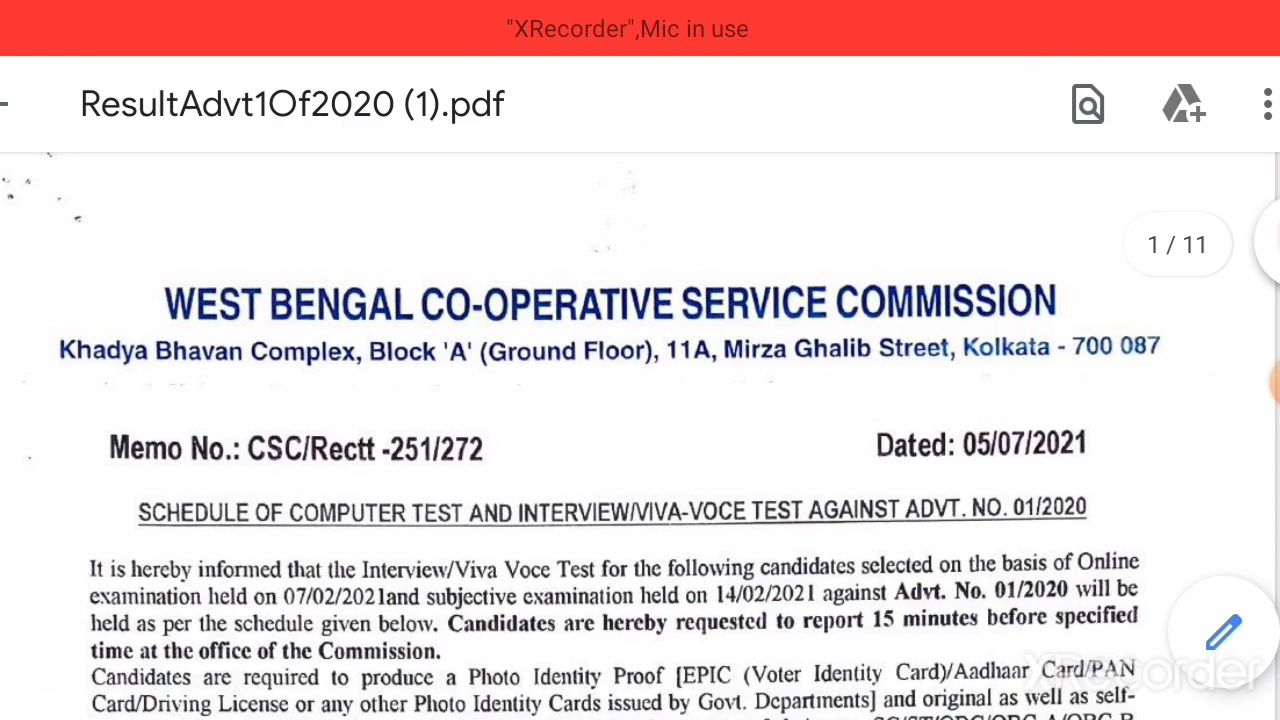 "XRecorder",Mic in use
ResultAdvt1Of2020 (1).pdf
1 / 11
WEST BENGAL CO-OPERATIVE SERVICE COMMISSION
Khadya Bhavan Complex, Block 'A' (Ground Floor), 11A, Mirza Ghalib Street, Kolkata - 700 087
Memo No.: CSC/Rectt -251/272 Dated: 05/07/2021
SCHEDULE OF COMPUTER TEST AND INTERVIEW/VIVA-VOCE TEST AGAINST ADVT. NO. 01/2020
It is hereby informed that the Interview/Viva Voce Test for the following candidates selected on the basis of Online
examination held on 07/02/2021and subjective examination held on 14/02/2021 against Advt. No. 01/2020 will be
held as per the schedule given below. Candidates are hereby requested to report 15 minutes before specified
time at the office of the Commission.
Candidates are required to produce a Photo Identity Proof [EPIC (Voter Identity Card)/Aadhaar Card/PAN
Card/Driving License or any other Photo Identity Cards issued by Govt. Departments] and original as well as self-
XRecorder